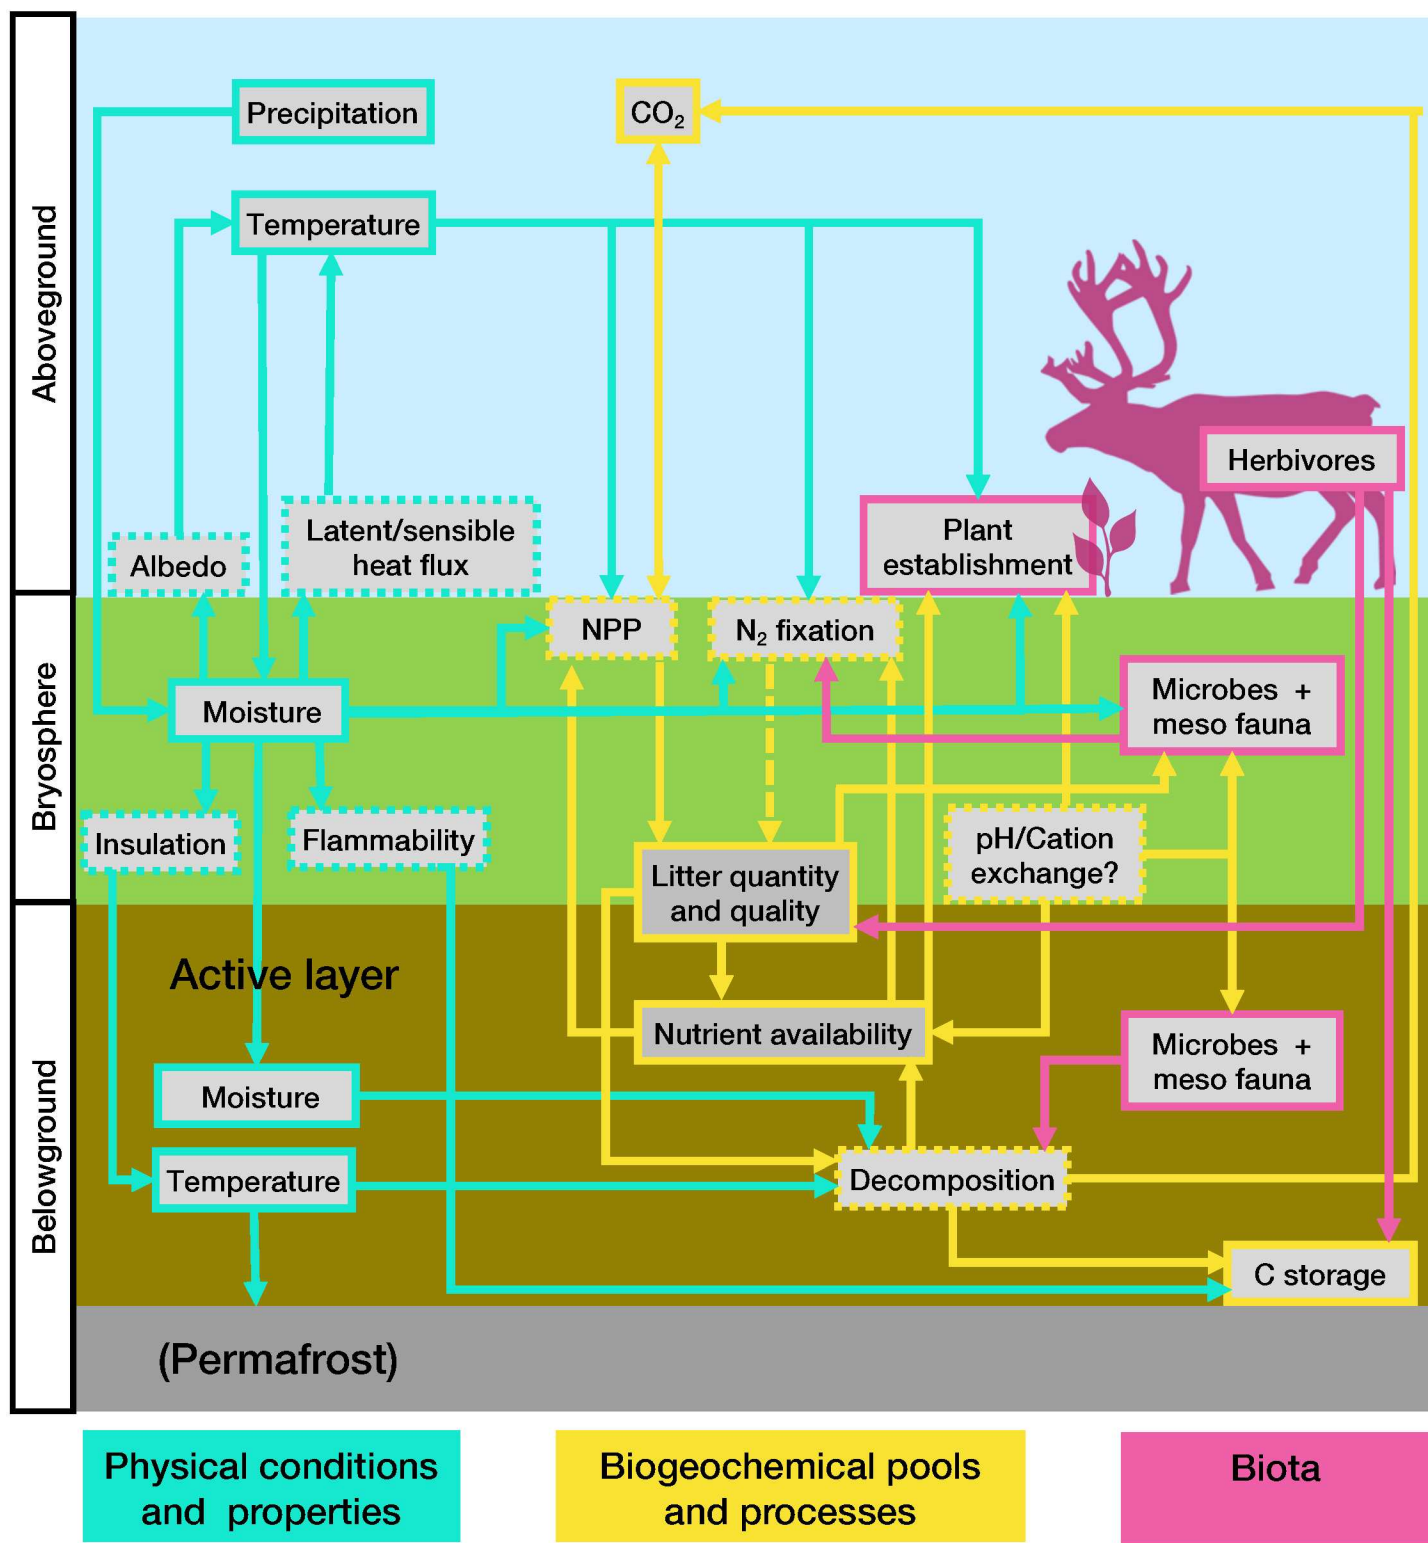 Aboveground
Precipitation
CO₂
Temperature
Herbivores
Latent/sensible
heat flux
Albedo
Plant
establishment
Bryosphere
NPP
N₂ fixation
Moisture
Microbes +
meso fauna
Insulation
Flammability
pH/Cation
exchange?
Litter quantity
and quality
Belowground
Active layer
Nutrient availability
Microbes +
meso fauna
Moisture
Temperature
Decomposition
C storage
(Permafrost)
Physical conditions
and properties
Biogeochemical pools
and processes
Biota